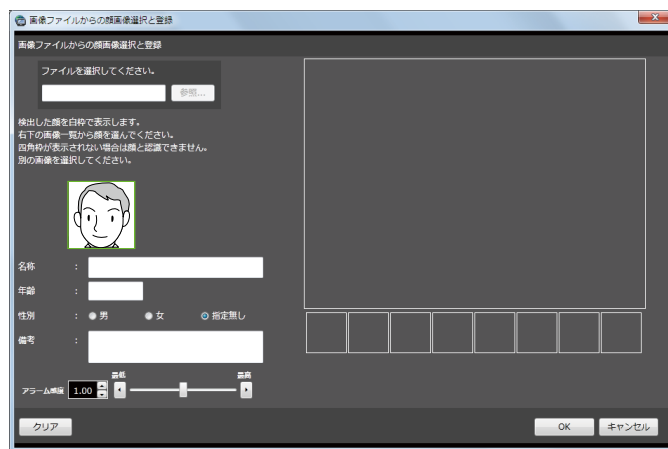 画像ファイルからの顔画像選択と登録
画像ファイルからの顔画像選択と登録
ファイルを選択してください。
参照...
検出した顔を白枠で表示します。
右下の画像一覧から顔を選んでください。
四角枠が表示されない場合は顔と認識できません。
別の画像を選択してください。
名称 :
年齢 :
性別 : 男 女 指定無し
備考 :
最低 最高
アラーム感度 1.00
クリア OK キャンセル